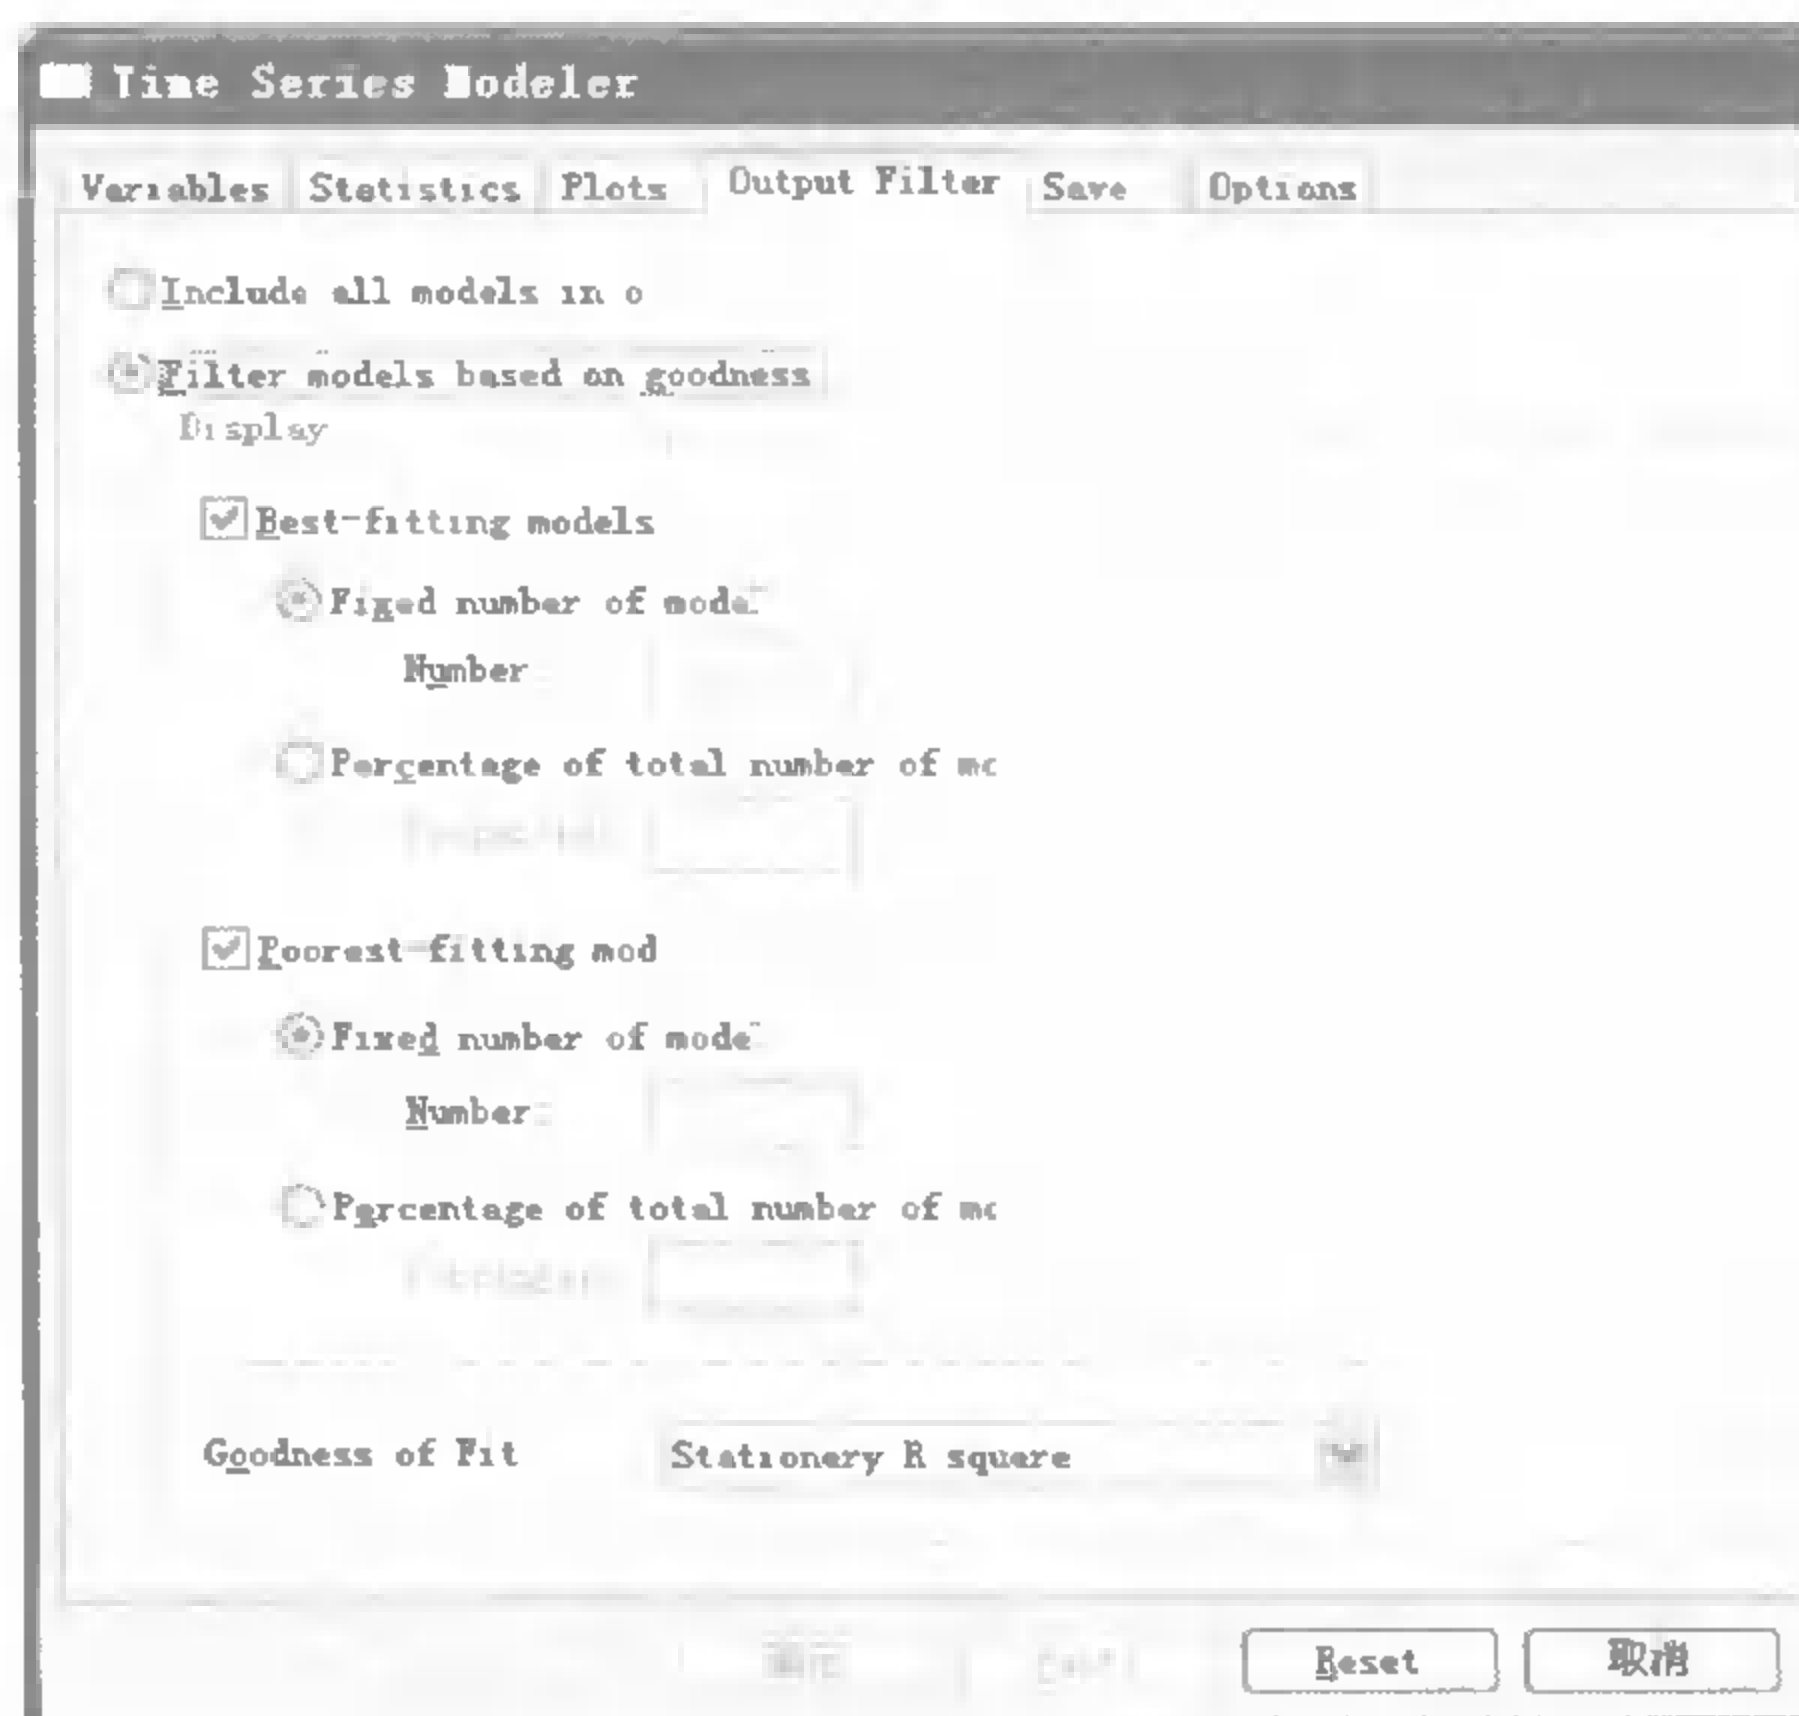 Time Series Modeler
Variables Statistics Plots Output Filter Save Options
Include all models in o
Filter models based on goodness
Display
Best-fitting models
Fixed number of mode
Number
Percentage of total number of mo
Poorest-fitting mod
Fixed number of mode
Number:
Percentage of total number of mo
Goodness of Fit Stationary R square
Reset 取消